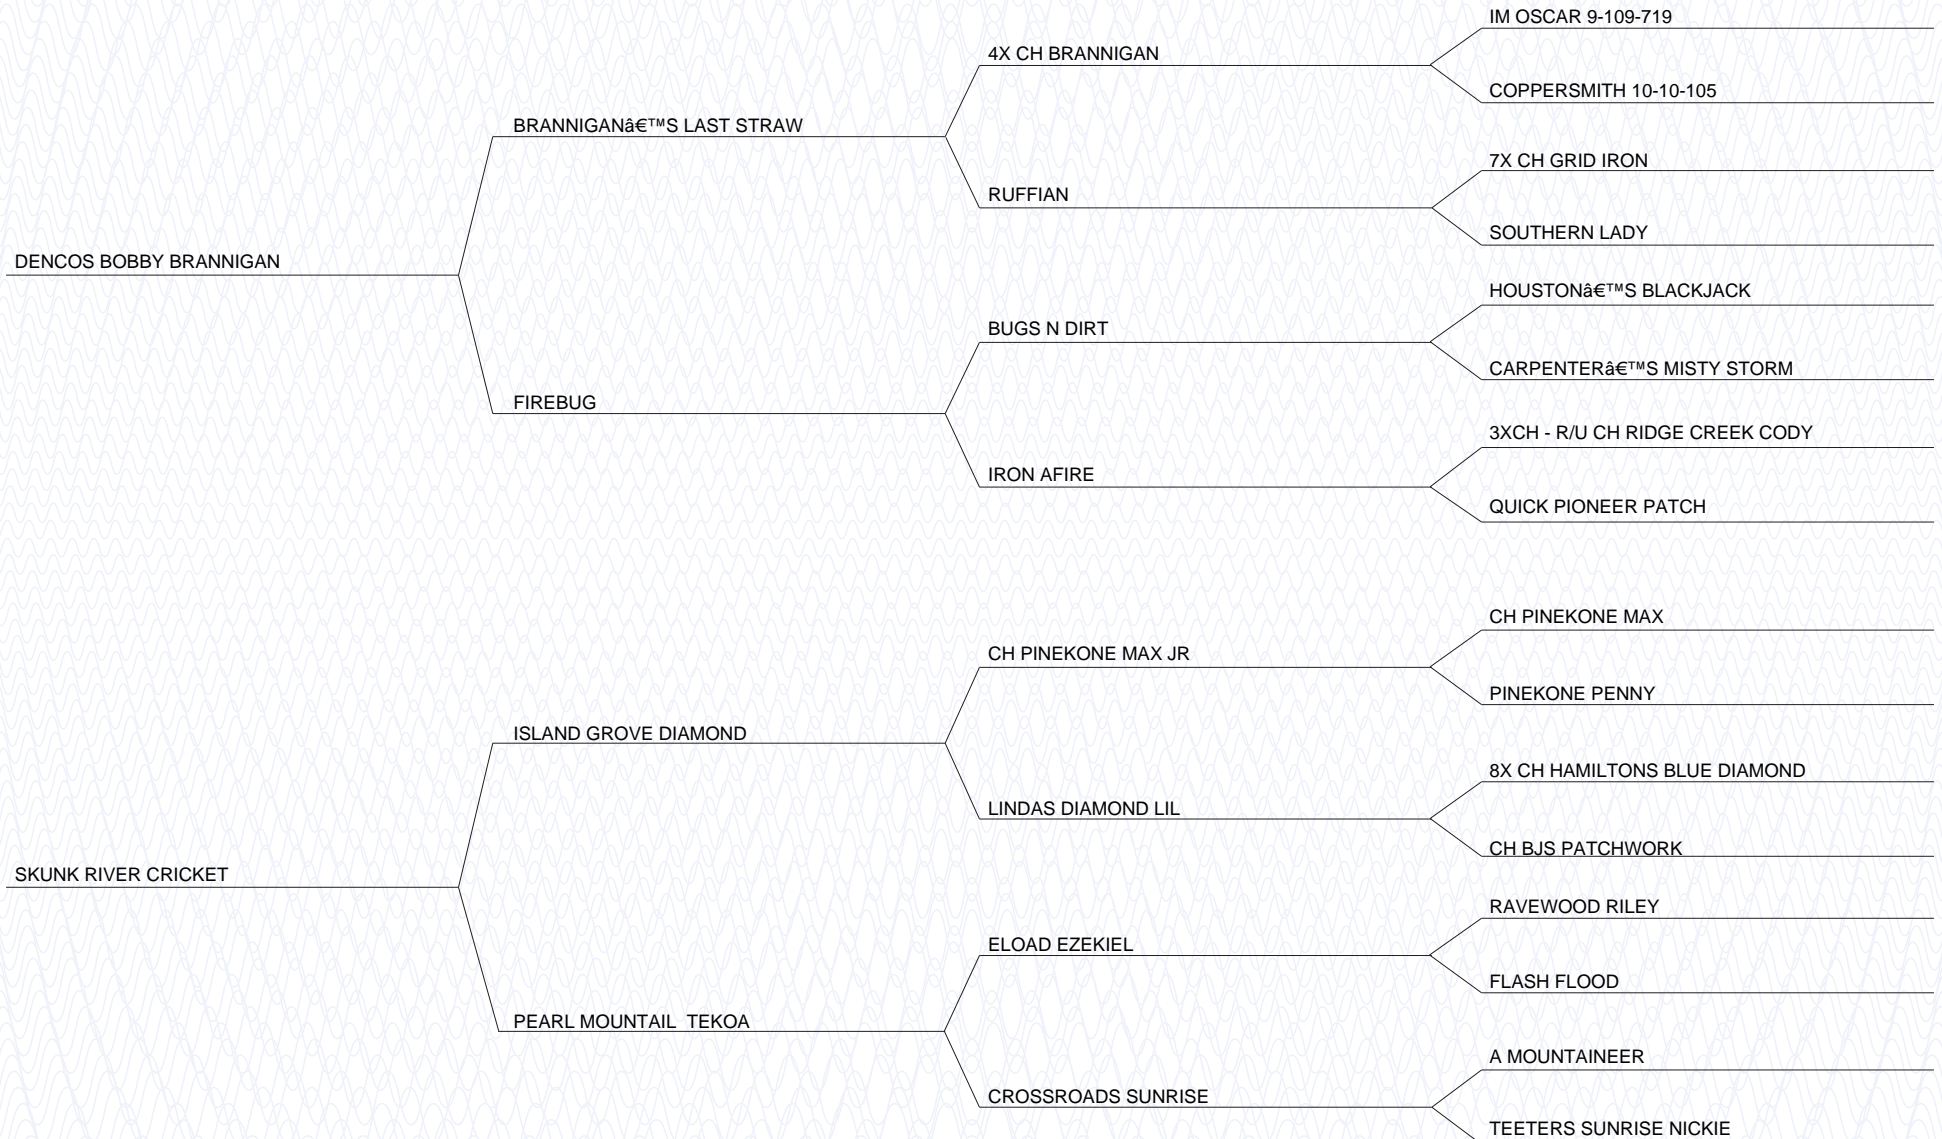 IM OSCAR 9-109-719
4X CH BRANNIGAN
COPPERSMITH 10-10-105
BRANNIGANâ€™S LAST STRAW
7X CH GRID IRON
RUFFIAN
SOUTHERN LADY
DENCOS BOBBY BRANNIGAN
HOUSTONâ€™S BLACKJACK
BUGS N DIRT
CARPENTERâ€™S MISTY STORM
FIREBUG
3XCH - R/U CH RIDGE CREEK CODY
IRON AFIRE
QUICK PIONEER PATCH
CH PINEKONE MAX
CH PINEKONE MAX JR
PINEKONE PENNY
ISLAND GROVE DIAMOND
8X CH HAMILTONS BLUE DIAMOND
LINDAS DIAMOND LIL
CH BJS PATCHWORK
SKUNK RIVER CRICKET
RAVEWOOD RILEY
ELOAD EZEKIEL
FLASH FLOOD
PEARL MOUNTAIL  TEKOA
A MOUNTAINEER
CROSSROADS SUNRISE
TEETERS SUNRISE NICKIE